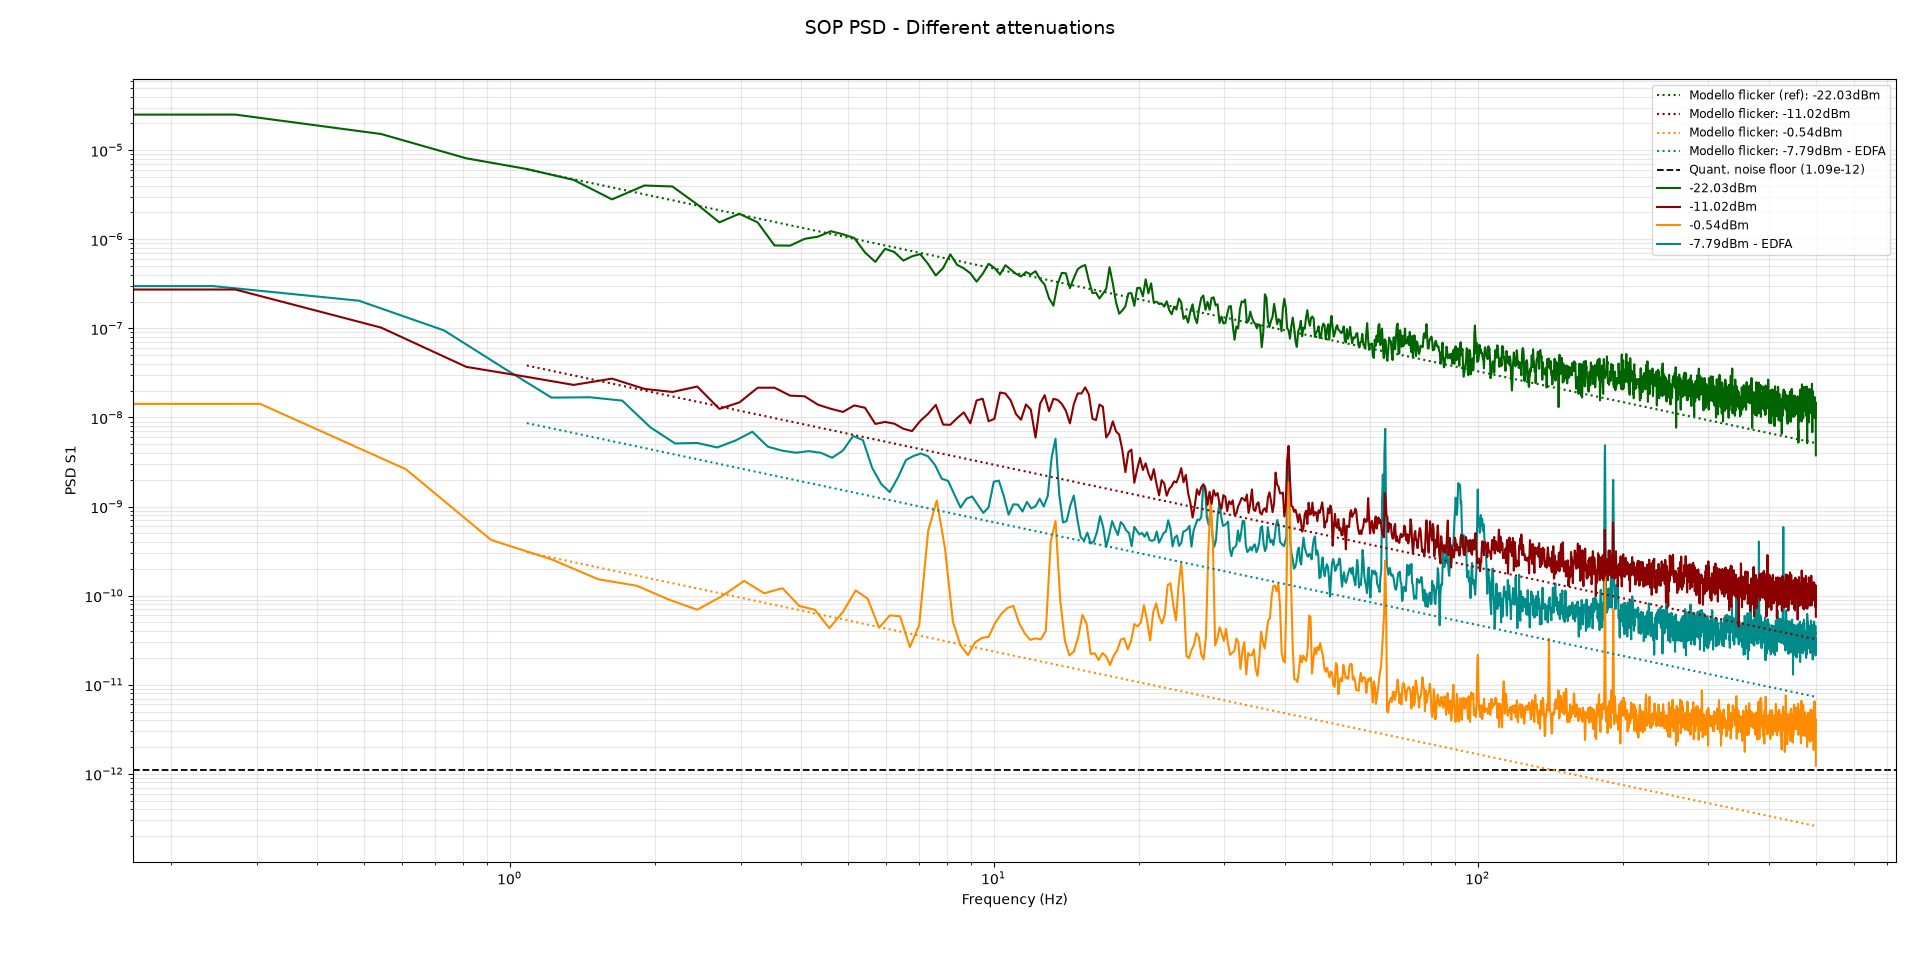 SOP PSD - Different attenuations
Modello flicker (ref): -22.03dBm
Modello flicker: -11.02dBm
Modello flicker: -0.54dBm
Modello flicker: -7.79dBm - EDFA
Quant. noise floor (1.09e-12)
-22.03dBm
-11.02dBm
-0.54dBm
-7.79dBm - EDFA
PSD S1
10⁻⁵
10⁻⁶
10⁻⁷
10⁻⁸
10⁻⁹
10⁻¹⁰
10⁻¹¹
10⁻¹²
10⁰
10¹
10²
Frequency (Hz)